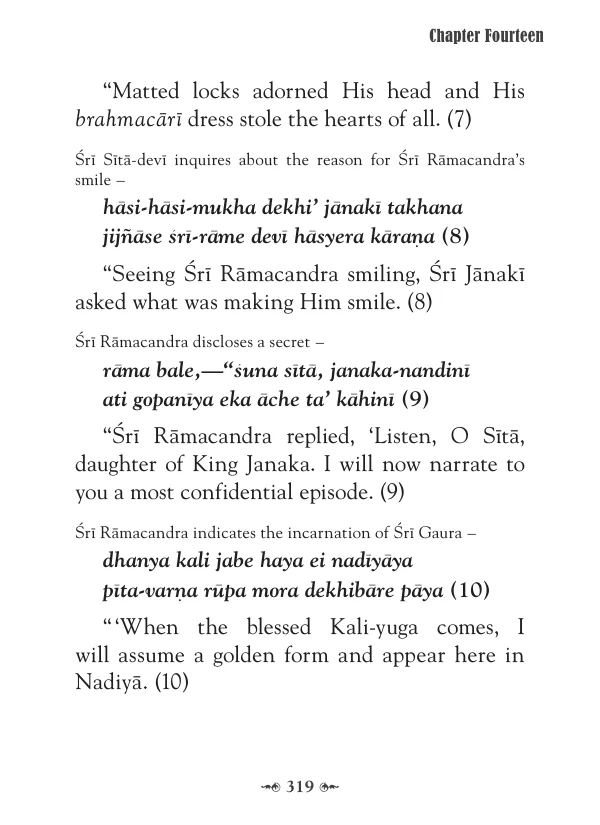 Chapter Fourteen
“Matted locks adorned His head and His
brahmacārī dress stole the hearts of all. (7)
Śrī Sītā-devī inquires about the reason for Śrī Rāmacandra’s
smile –
hāsi-hāsi-mukha dekhi’ jānakī takhana
jijñāse śrī-rāme devī hāsyera kāraṇa (8)
“Seeing Śrī Rāmacandra smiling, Śrī Jānakī
asked what was making Him smile. (8)
Śrī Rāmacandra discloses a secret –
rāma bale,—“śuna sītā, janaka-nandinī
ati gopanīya eka āche ta’ kāhinī (9)
“Śrī Rāmacandra replied, ‘Listen, O Sītā,
daughter of King Janaka. I will now narrate to
you a most confidential episode. (9)
Śrī Rāmacandra indicates the incarnation of Śrī Gaura –
dhanya kali jabe haya ei nadīyāya
pīta-varṇa rūpa mora dekhibāre pāya (10)
“‘When the blessed Kali-yuga comes, I
will assume a golden form and appear here in
Nadiyā. (10)
319